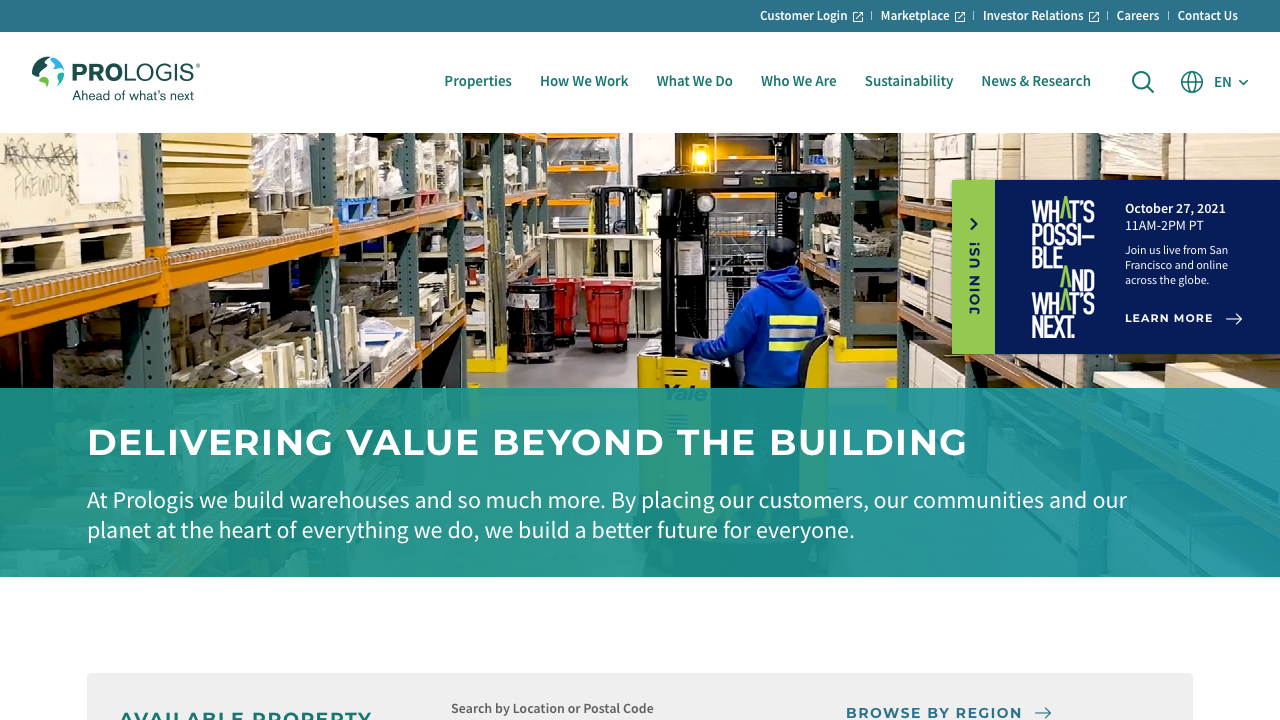 Customer Login
Marketplace
Investor Relations
Careers
Contact Us
PROLOGIS®
Ahead of what's next
Properties
How We Work
What We Do
Who We Are
Sustainability
News & Research
EN
JOIN US!
WHAT'S
POSSI–
BLE
AND
WHAT'S
NEXT.
October 27, 2021
11AM-2PM PT
Join us live from San
Francisco and online
across the globe.
LEARN MORE
Yale
DELIVERING VALUE BEYOND THE BUILDING
At Prologis we build warehouses and so much more. By placing our customers, our communities and our
planet at the heart of everything we do, we build a better future for everyone.
AVAILABLE PROPERTY
Search by Location or Postal Code
BROWSE BY REGION